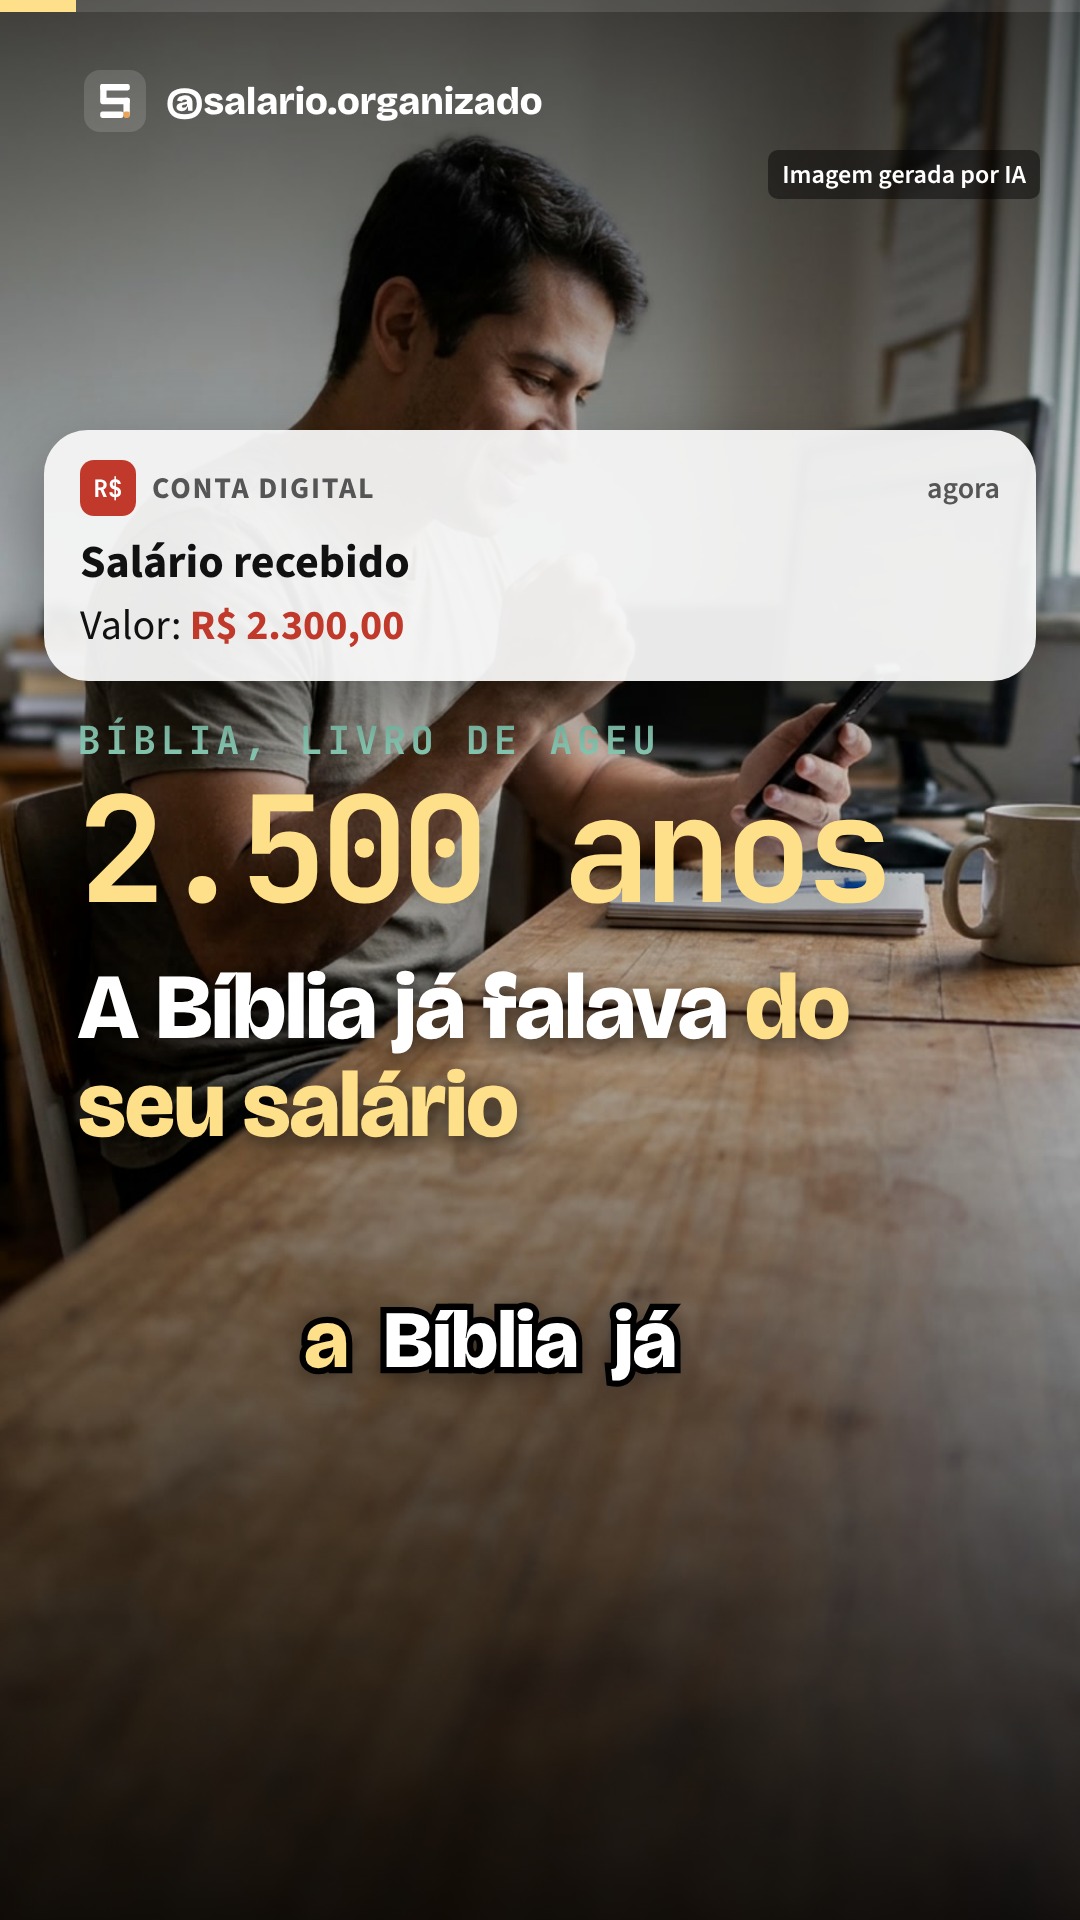 @salario.organizado
Imagem gerada por IA
R$ CONTA DIGITAL agora
Salário recebido
Valor: R$ 2.300,00
BÍBLIA, LIVRO DE AGEU
2.500 anos
A Bíblia já falava do
seu salário
a Bíblia já